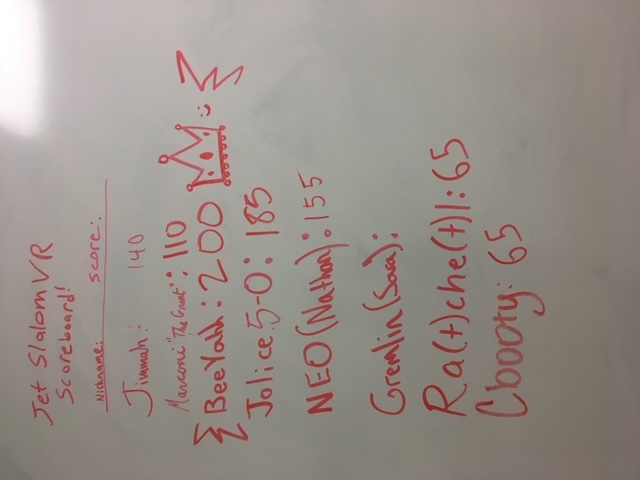 Jet Slalom VR
Scoreboard!
Nickname: Score:
Jimmah: 140
Marconi "The Great": 110
BeeYahh: 200
Jolice 5-0: 185
NEO (Nathan): 155
Gremlin (Sara):
Ra(t)che(t)l: 65
Cbooty: 65